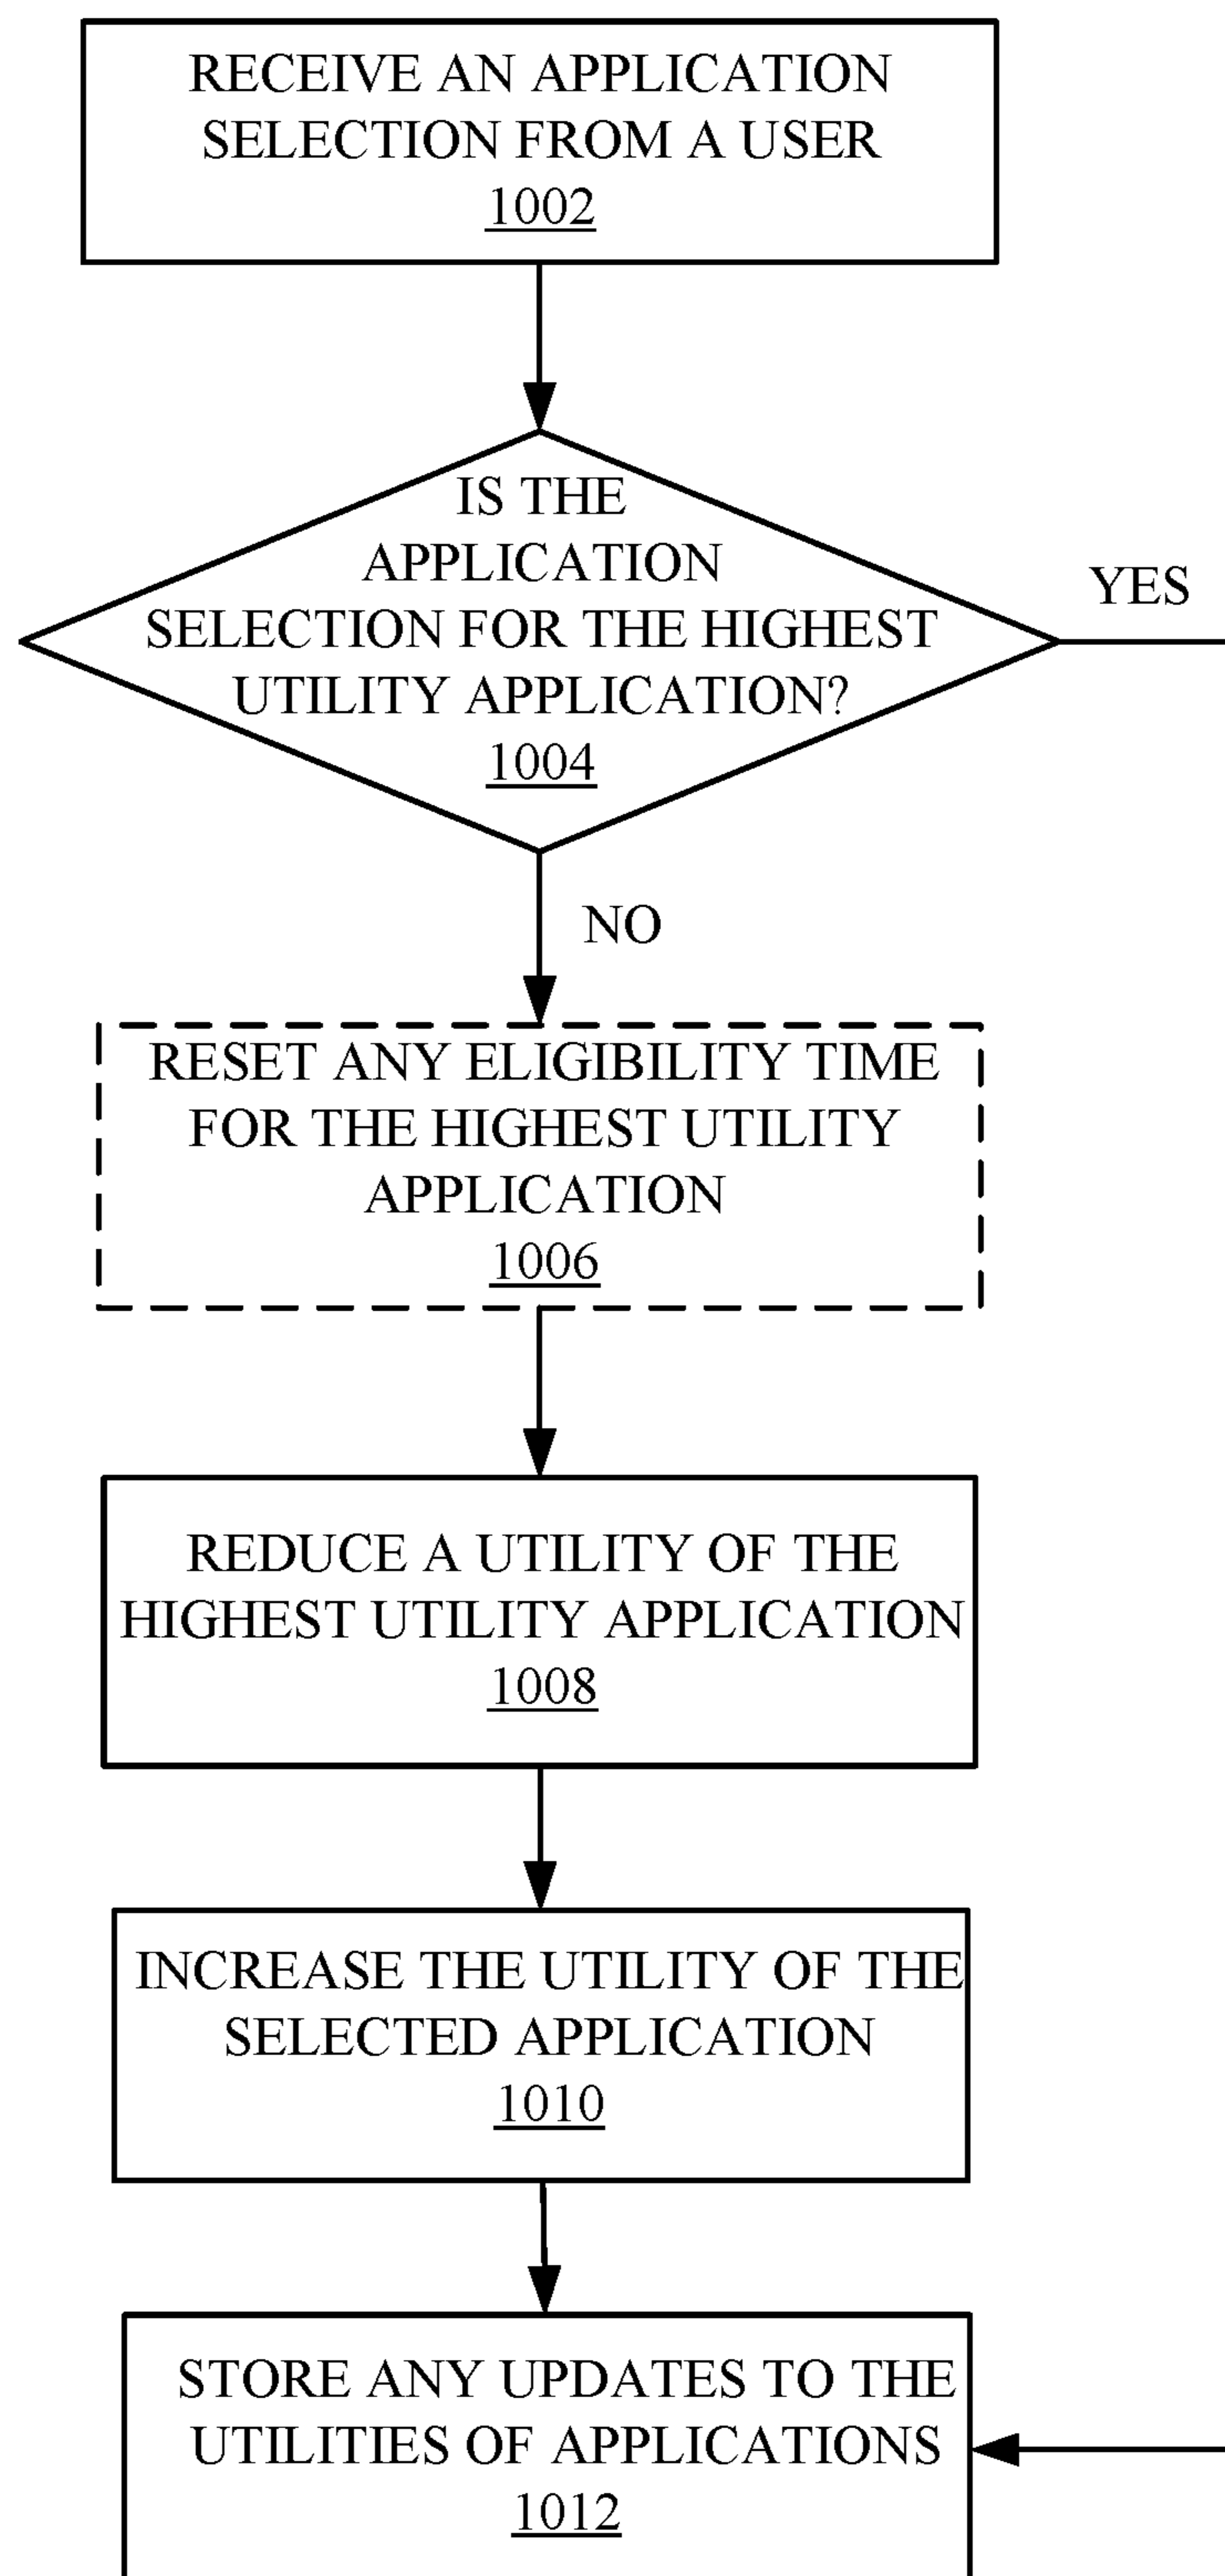 RECEIVE AN APPLICATION
SELECTION FROM A USER
1002
IS THE
APPLICATION
SELECTION FOR THE HIGHEST
UTILITY APPLICATION?
1004
YES
NO
RESET ANY ELIGIBILITY TIME
FOR THE HIGHEST UTILITY
APPLICATION
1006
REDUCE A UTILITY OF THE
HIGHEST UTILITY APPLICATION
1008
INCREASE THE UTILITY OF THE
SELECTED APPLICATION
1010
STORE ANY UPDATES TO THE
UTILITIES OF APPLICATIONS
1012